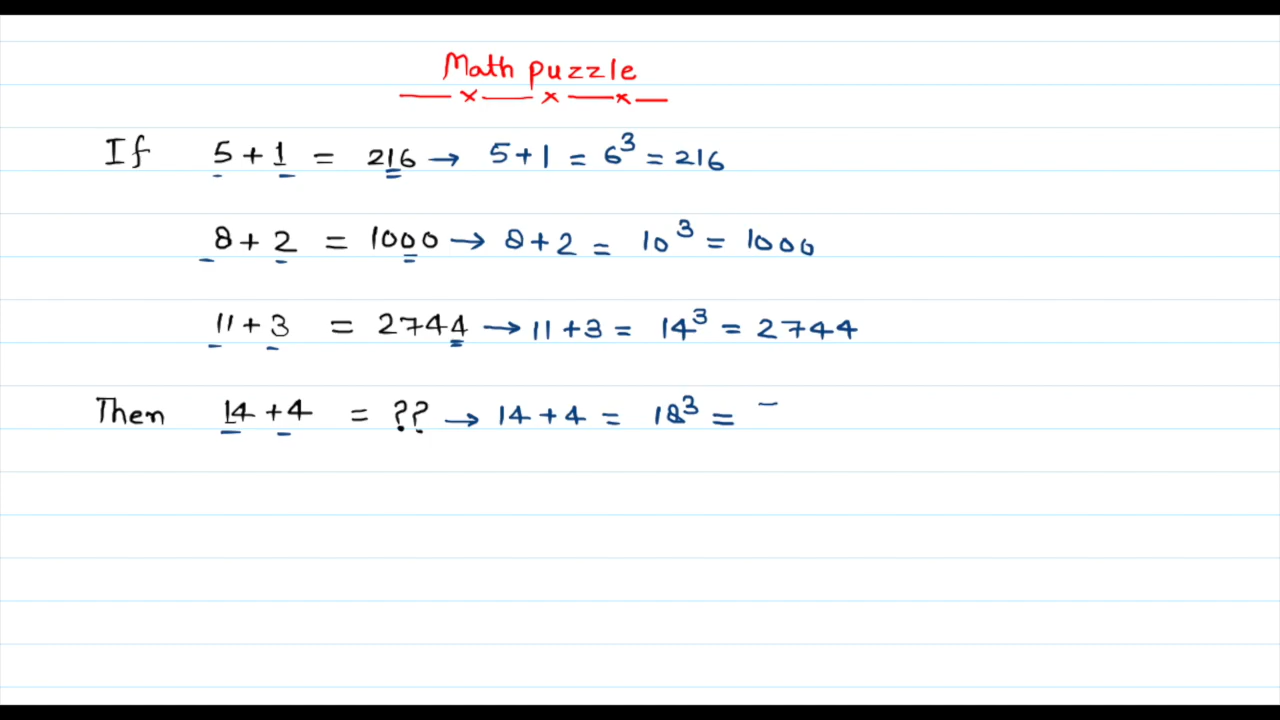 Math puzzle
If 5 + 1 = 216 → 5 + 1 = 6³ = 216
8 + 2 = 1000 → 8 + 2 = 10³ = 1000
11 + 3 = 2744 → 11 + 3 = 14³ = 2744
Then 14 + 4 = ?? → 14 + 4 = 18³ =